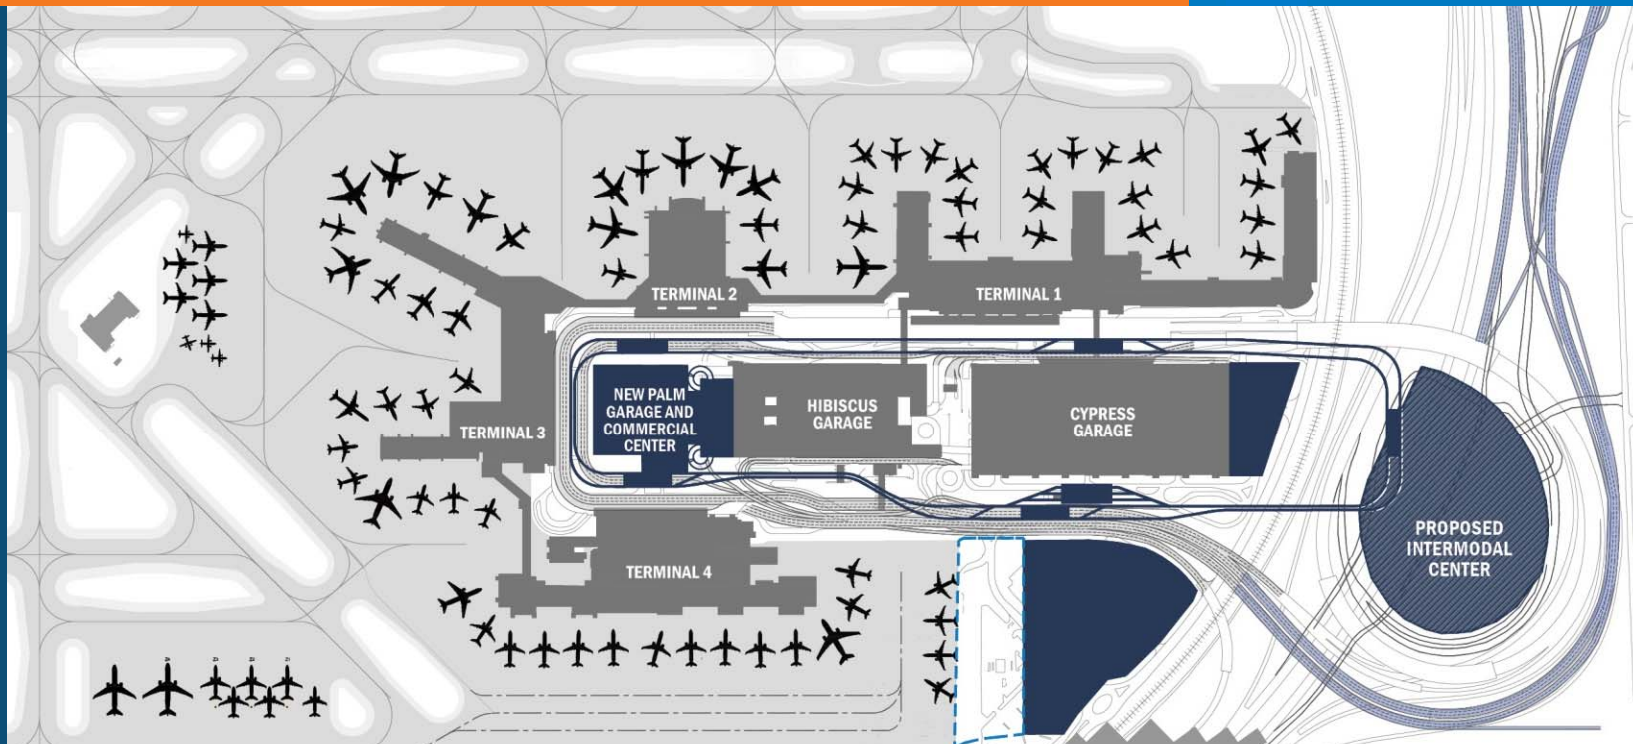 TERMINAL 2
TERMINAL 1
NEW PALM
GARAGE AND
COMMERCIAL
CENTER
HIBISCUS
GARAGE
CYPRESS
GARAGE
TERMINAL 3
PROPOSED
INTERMODAL
CENTER
TERMINAL 4